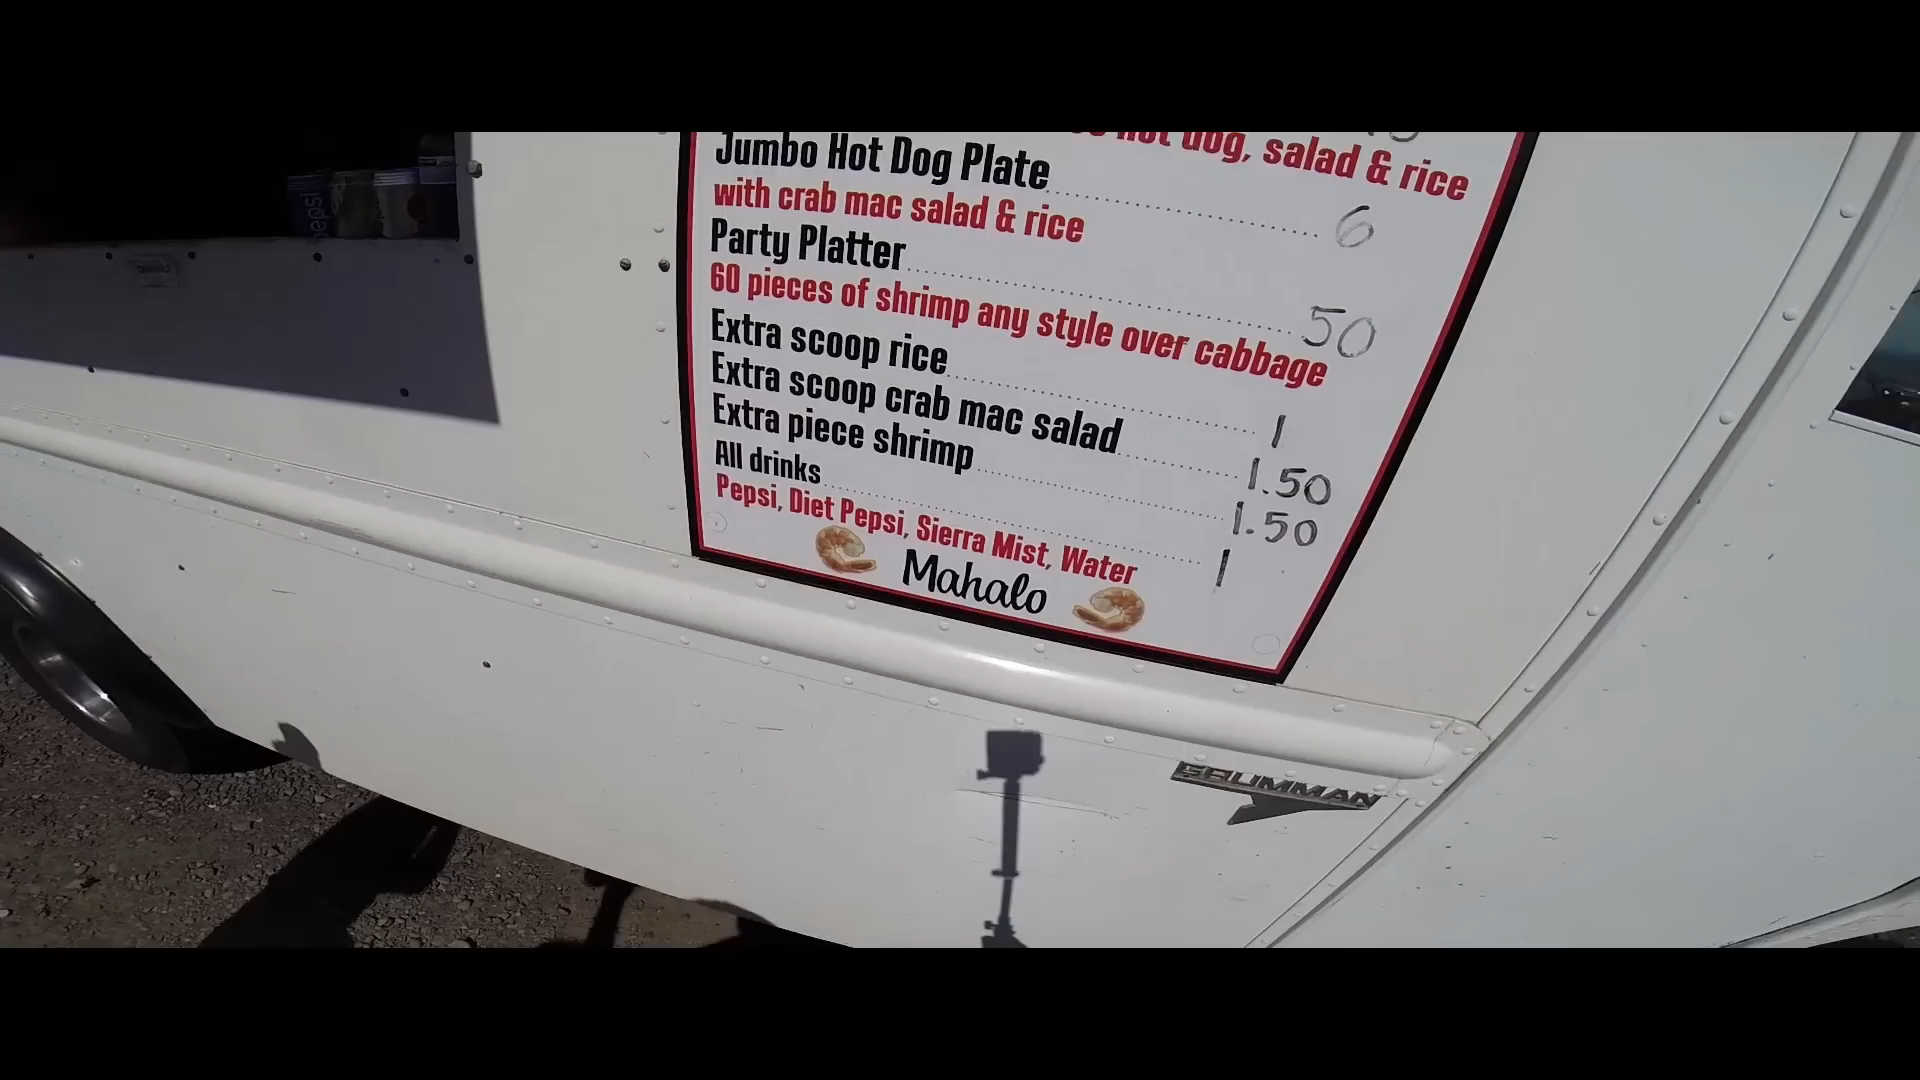 hot dog, salad & rice
Jumbo Hot Dog Plate 6
with crab mac salad & rice
Party Platter 50
60 pieces of shrimp any style over cabbage
Extra scoop rice 1
Extra scoop crab mac salad 1.50
Extra piece shrimp 1.50
All drinks 1
Pepsi, Diet Pepsi, Sierra Mist, Water
Mahalo
pepsi
GRUMMAN